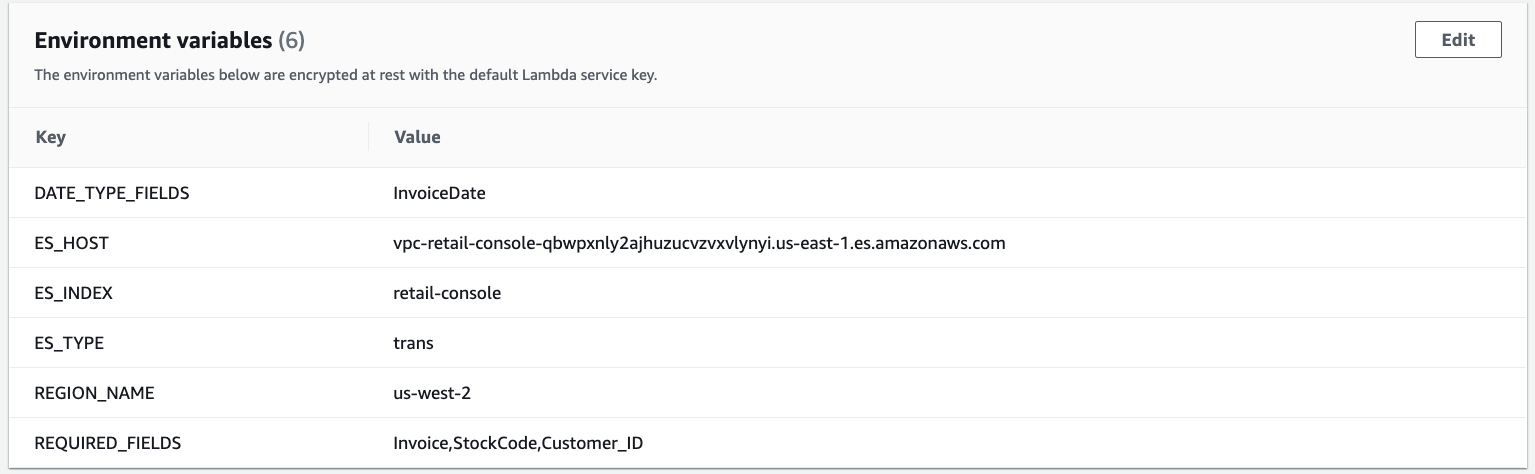 Environment variables (6)
Edit
The environment variables below are encrypted at rest with the default Lambda service key.
Key Value
DATE_TYPE_FIELDS InvoiceDate
ES_HOST vpc-retail-console-qbwpxnly2ajhuzucvzvxvlynyi.us-east-1.es.amazonaws.com
ES_INDEX retail-console
ES_TYPE trans
REGION_NAME us-west-2
REQUIRED_FIELDS Invoice,StockCode,Customer_ID